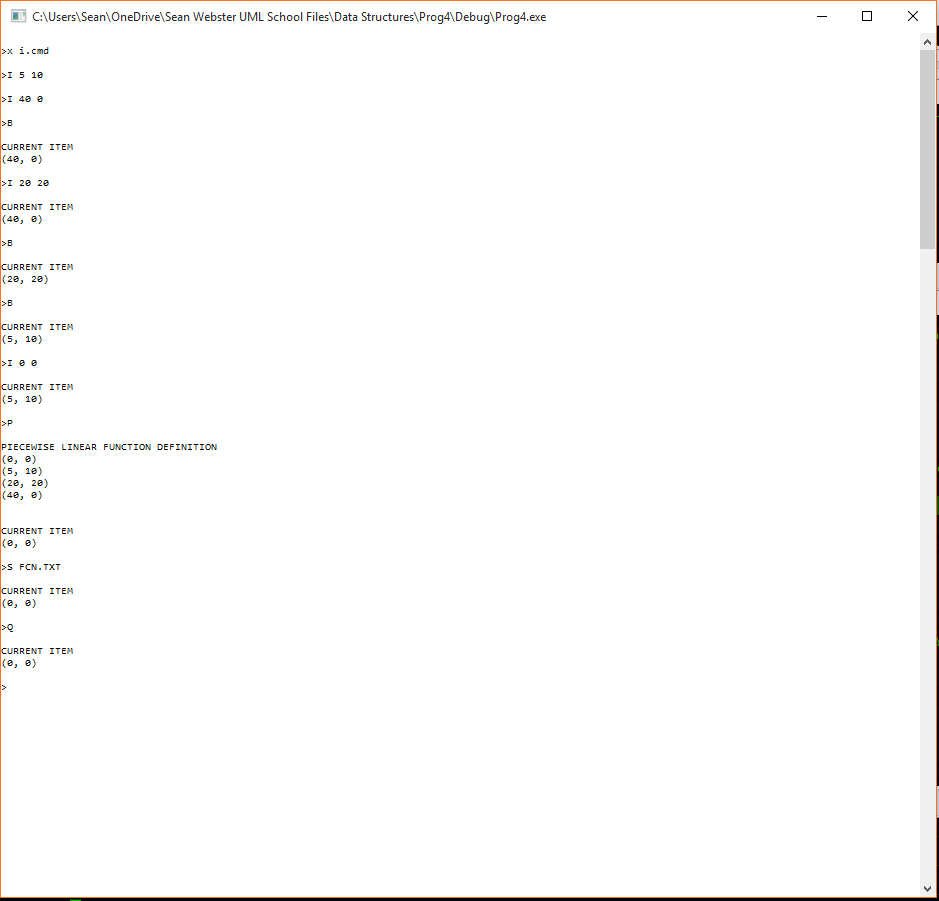 C:\Users\Sean\OneDrive\Sean Webster UML School Files\Data Structures\Prog4\Debug\Prog4.exe
>x i.cmd
>I 5 10
>I 40 0
>B
CURRENT ITEM
(40, 0)
>I 20 20
CURRENT ITEM
(40, 0)
>B
CURRENT ITEM
(20, 20)
>B
CURRENT ITEM
(5, 10)
>I 0 0
CURRENT ITEM
(5, 10)
>P
PIECEWISE LINEAR FUNCTION DEFINITION
(0, 0)
(5, 10)
(20, 20)
(40, 0)
CURRENT ITEM
(0, 0)
>S FCN.TXT
CURRENT ITEM
(0, 0)
>Q
CURRENT ITEM
(0, 0)
>